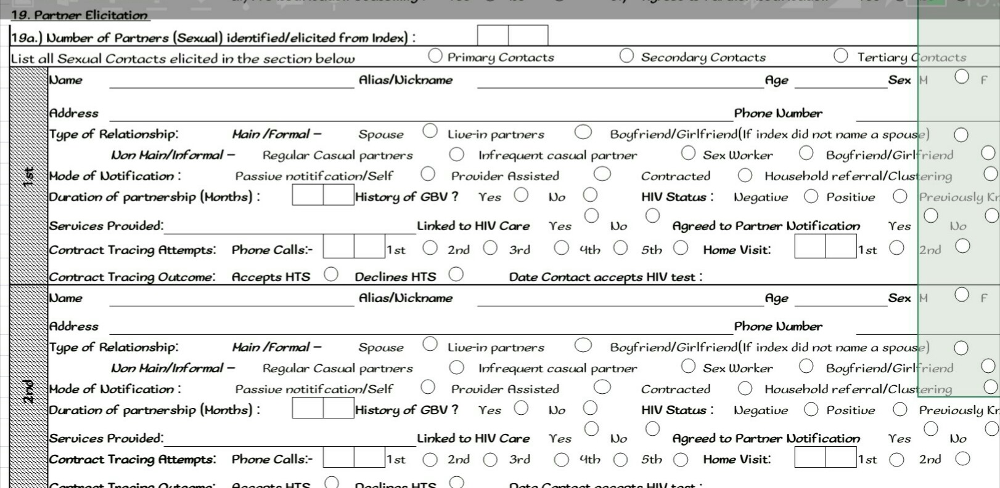 19. Partner Elicitation
19a.) Number of Partners (Sexual) identified/elicited from Index) :
List all Sexual Contacts elicited in the section below Primary Contacts Secondary Contacts Tertiary Contacts
1st
Name Alias/Nickname Age Sex M F
Address Phone Number
Type of Relationship: Main /Formal – Spouse Live-in partners Boyfriend/Girlfriend(If index did not name a spouse)
Non Main/Informal – Regular Casual partners Infrequent casual partner Sex Worker Boyfriend/Girlfriend
Mode of Notification : Passive notitification/Self Provider Assisted Contracted Household referral/Clustering
Duration of partnership (Months) : History of GBV ? Yes No HIV Status : Negative Positive Previously Kn
Services Provided: Linked to HIV Care Yes No Agreed to Partner Notification Yes No
Contract Tracing Attempts: Phone Calls:- 1st 2nd 3rd 4th 5th Home Visit: 1st 2nd
Contract Tracing Outcome: Accepts HTS Declines HTS Date Contact accepts HIV test :
2nd
Name Alias/Nickname Age Sex M F
Address Phone Number
Type of Relationship: Main /Formal – Spouse Live-in partners Boyfriend/Girlfriend(If index did not name a spouse)
Non Main/Informal – Regular Casual partners Infrequent casual partner Sex Worker Boyfriend/Girlfriend
Mode of Notification : Passive notitification/Self Provider Assisted Contracted Household referral/Clustering
Duration of partnership (Months) : History of GBV ? Yes No HIV Status : Negative Positive Previously Kn
Services Provided: Linked to HIV Care Yes No Agreed to Partner Notification Yes No
Contract Tracing Attempts: Phone Calls:- 1st 2nd 3rd 4th 5th Home Visit: 1st 2nd
Contract Tracing Outcome: Accepts HTS Declines HTS Date Contact accepts HIV test :